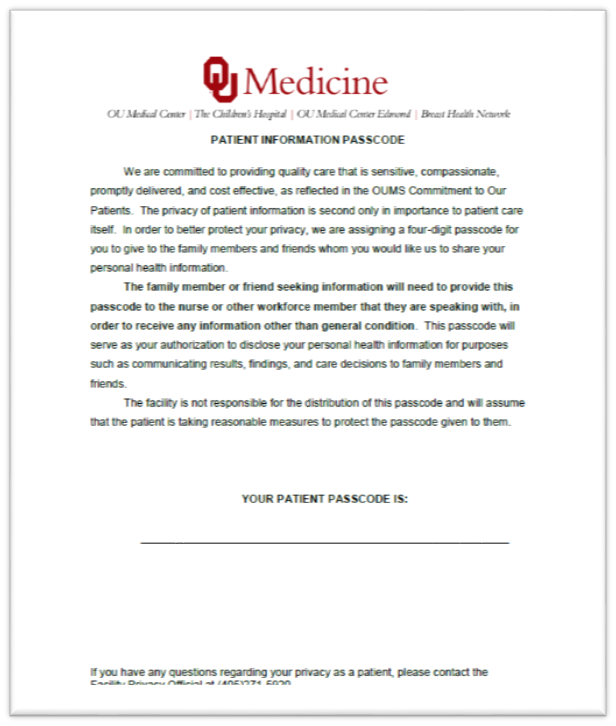 OU Medicine
OU Medical Center | The Children's Hospital | OU Medical Center Edmond | Breast Health Network
PATIENT INFORMATION PASSCODE
We are committed to providing quality care that is sensitive, compassionate,
promptly delivered, and cost effective, as reflected in the OUMS Commitment to Our
Patients. The privacy of patient information is second only in importance to patient care
itself. In order to better protect your privacy, we are assigning a four-digit passcode for
you to give to the family members and friends whom you would like us to share your
personal health information.
The family member or friend seeking information will need to provide this
passcode to the nurse or other workforce member that they are speaking with, in
order to receive any information other than general condition. This passcode will
serve as your authorization to disclose your personal health information for purposes
such as communicating results, findings, and care decisions to family members and
friends.
The facility is not responsible for the distribution of this passcode and will assume
that the patient is taking reasonable measures to protect the passcode given to them.
YOUR PATIENT PASSCODE IS:
If you have any questions regarding your privacy as a patient, please contact the
Facility Privacy Official at